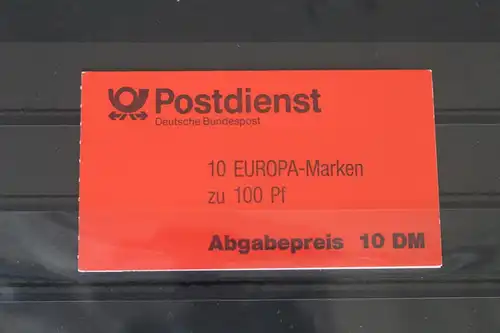 Postdienst
Deutsche Bundespost
10 EUROPA-Marken
zu 100 Pf
Abgabepreis 10 DM